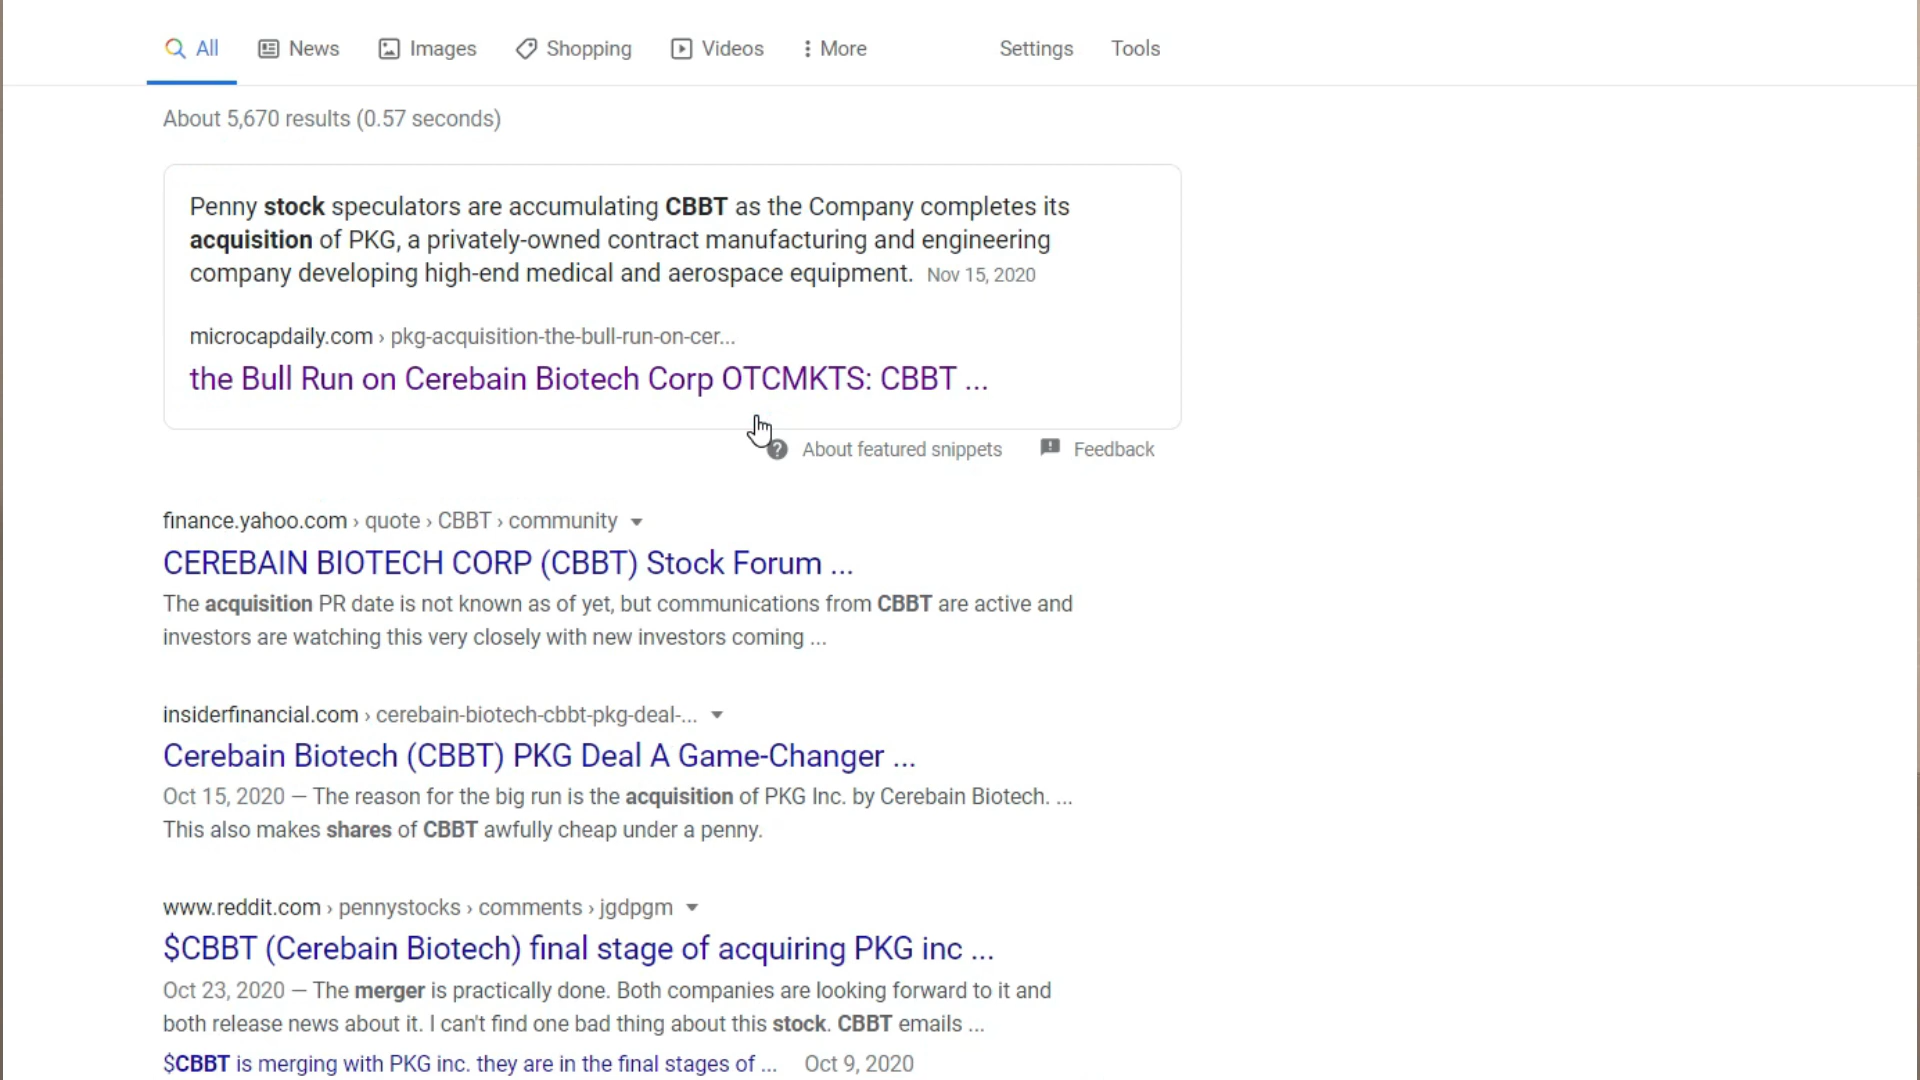 All News Images Shopping Videos More Settings Tools
About 5,670 results (0.57 seconds)
Penny stock speculators are accumulating CBBT as the Company completes its
acquisition of PKG, a privately-owned contract manufacturing and engineering
company developing high-end medical and aerospace equipment. Nov 15, 2020
microcapdaily.com › pkg-acquisition-the-bull-run-on-cer...
the Bull Run on Cerebain Biotech Corp OTCMKTS: CBBT ...
About featured snippets Feedback
finance.yahoo.com › quote › CBBT › community
CEREBAIN BIOTECH CORP (CBBT) Stock Forum ...
The acquisition PR date is not known as of yet, but communications from CBBT are active and
investors are watching this very closely with new investors coming ...
insiderfinancial.com › cerebain-biotech-cbbt-pkg-deal-...
Cerebain Biotech (CBBT) PKG Deal A Game-Changer ...
Oct 15, 2020 — The reason for the big run is the acquisition of PKG Inc. by Cerebain Biotech. ...
This also makes shares of CBBT awfully cheap under a penny.
www.reddit.com › pennystocks › comments › jgdpgm
$CBBT (Cerebain Biotech) final stage of acquiring PKG inc ...
Oct 23, 2020 — The merger is practically done. Both companies are looking forward to it and
both release news about it. I can't find one bad thing about this stock. CBBT emails ...
$CBBT is merging with PKG inc. they are in the final stages of ... Oct 9, 2020